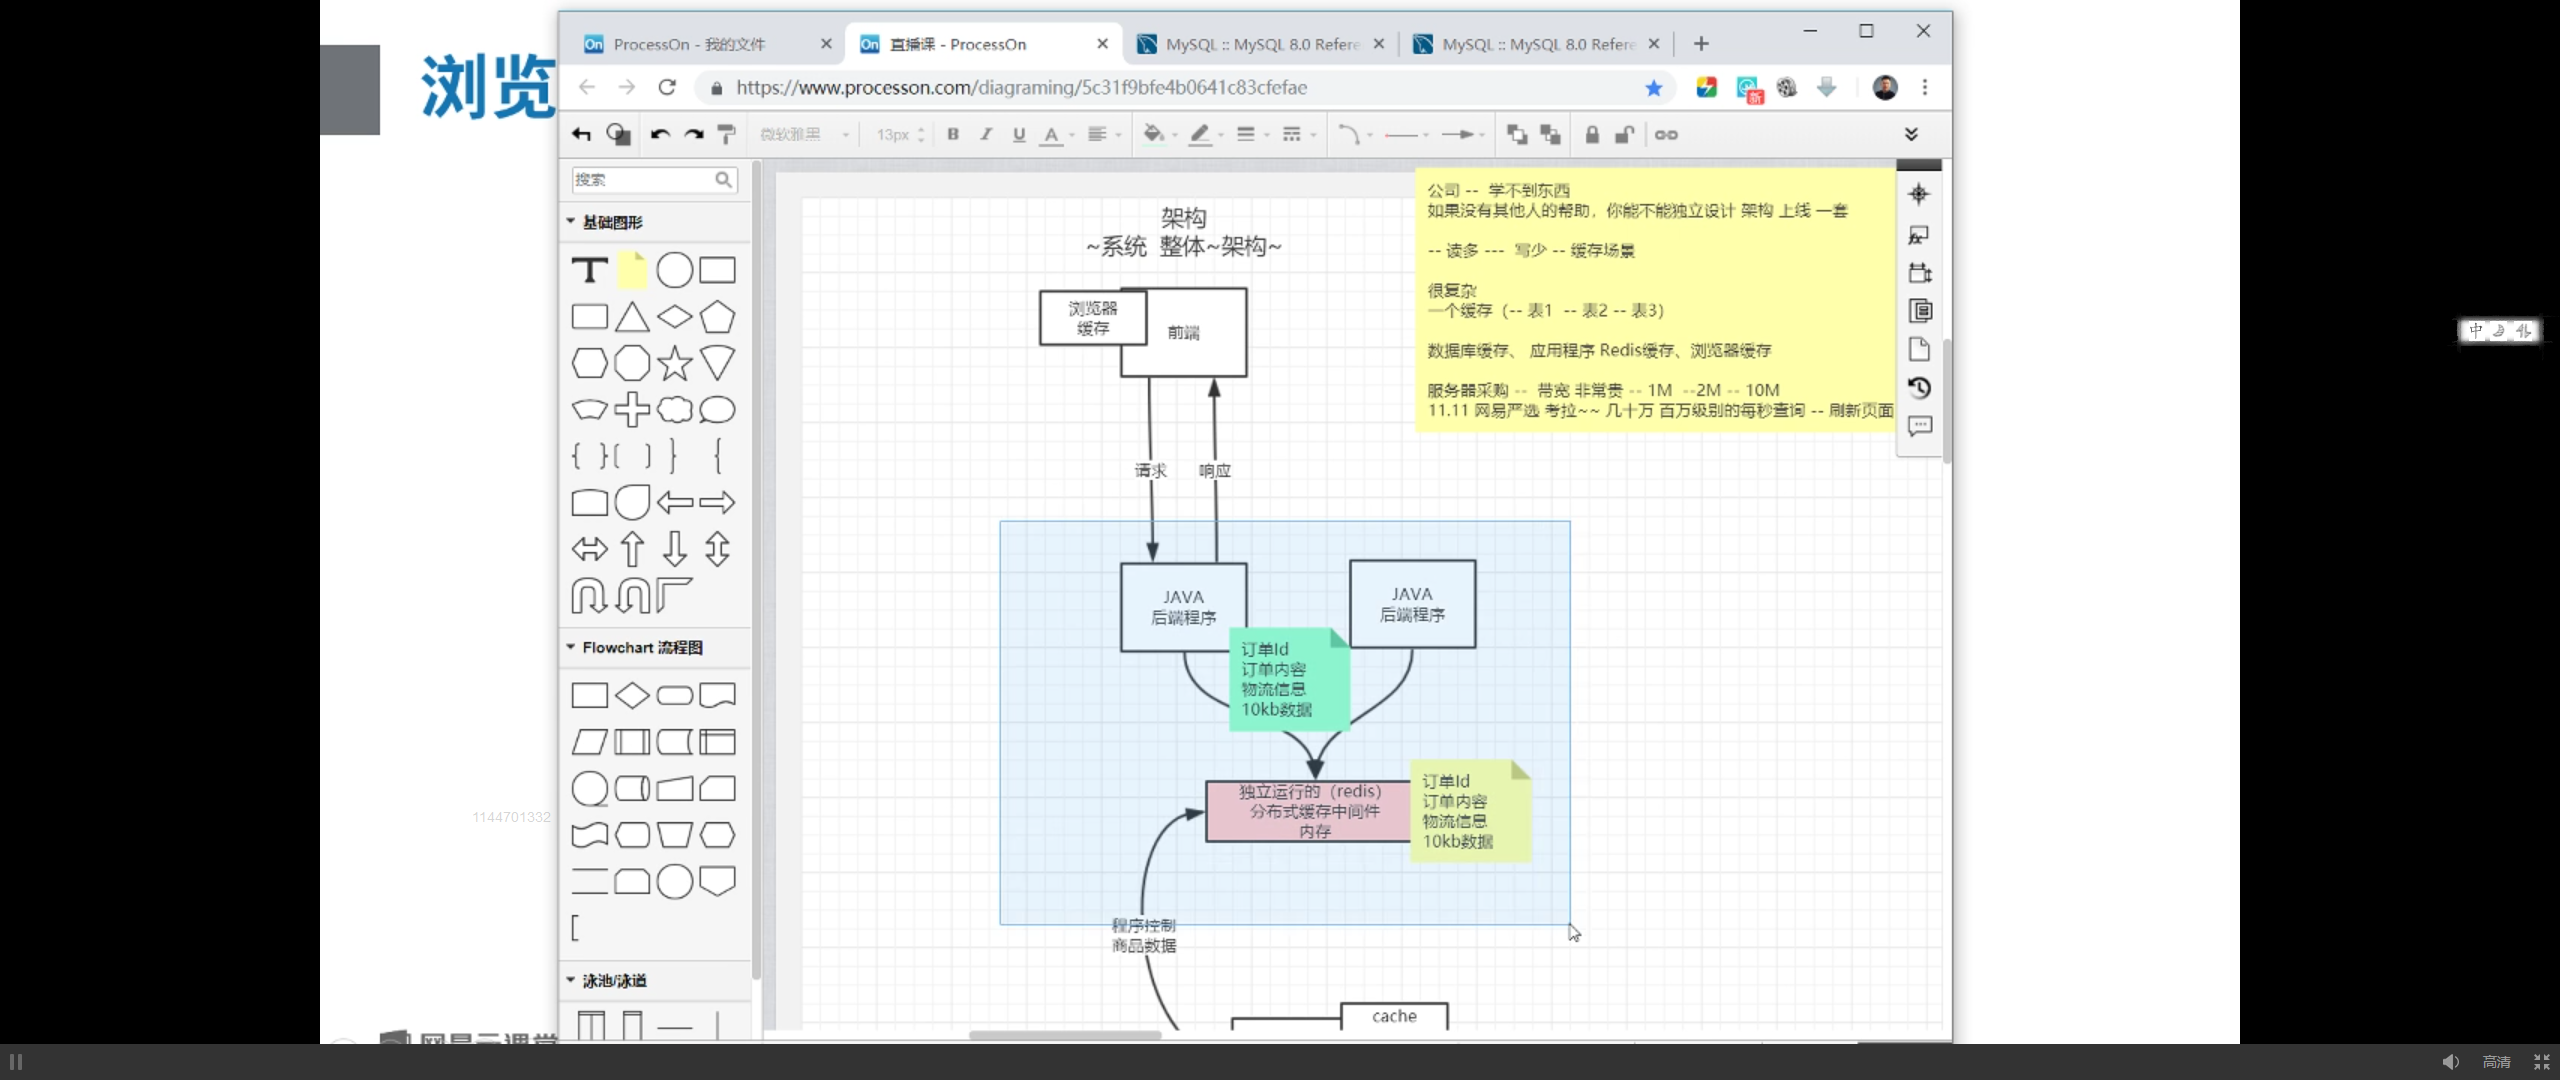 浏览
ProcessOn - 我的文件
直播课 - ProcessOn
MySQL :: MySQL 8.0 Refere
MySQL :: MySQL 8.0 Refere
https://www.processon.com/diagraming/5c31f9bfe4b0641c83cfefae
新
微软雅黑
13px
B I U A
搜索
基础图形
T
Flowchart 流程图
泳池/泳道
架构
~系统 整体~架构~
浏览器
缓存
前端
请求
响应
JAVA
后端程序
JAVA
后端程序
订单Id
订单内容
物流信息
10kb数据
独立运行的（redis）
分布式缓存中间件
内存
订单Id
订单内容
物流信息
10kb数据
程序控制
商品数据
cache
公司 -- 学不到东西
如果没有其他人的帮助，你能不能独立设计 架构 上线 一套
-- 读多 --- 写少 -- 缓存场景
很复杂
一个缓存（-- 表1 -- 表2 -- 表3）
数据库缓存、 应用程序 Redis缓存、浏览器缓存
服务器采购 -- 带宽 非常贵 -- 1M --2M -- 10M
11.11 网易严选 考拉~~ 几十万 百万级别的每秒查询 -- 刷新页面
中
1144701332
网易云课堂
高清